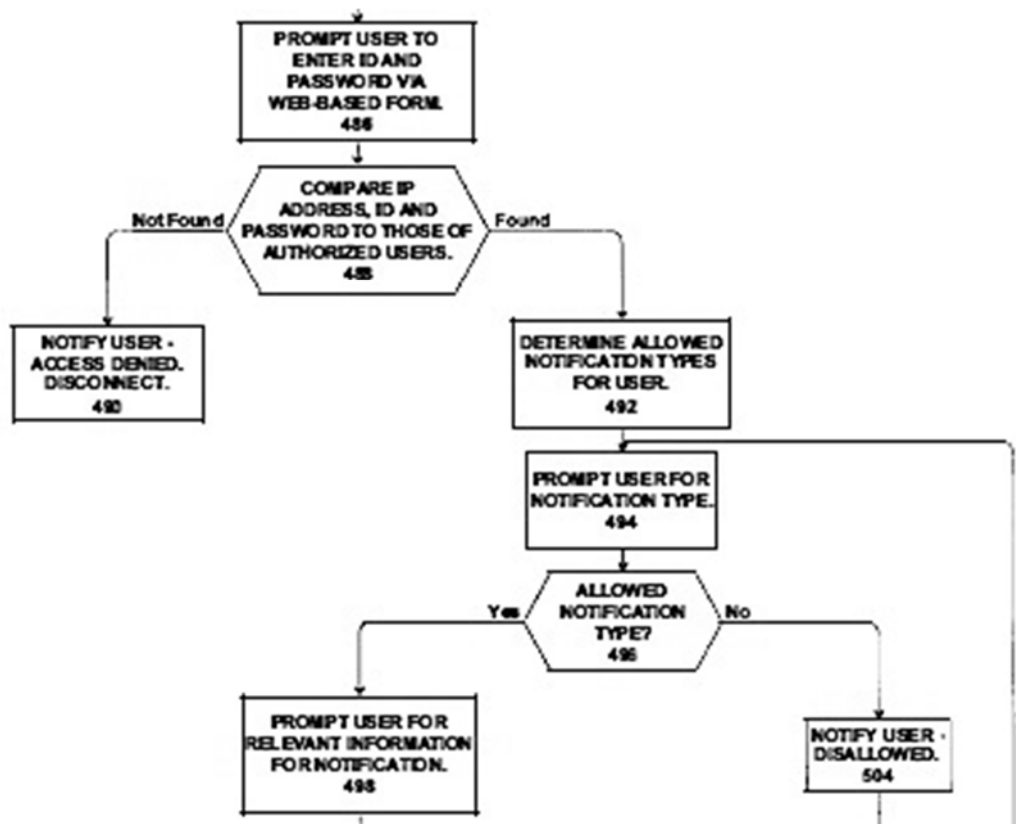 PROMPT USER TO
ENTER ID AND
PASSWORD VIA
WEB-BASED FORM.
486
COMPARE IP
ADDRESS, ID AND
PASSWORD TO THOSE OF
AUTHORIZED USERS.
488
Not Found
Found
NOTIFY USER -
ACCESS DENIED.
DISCONNECT.
490
DETERMINE ALLOWED
NOTIFICATION TYPES
FOR USER.
492
PROMPT USER FOR
NOTIFICATION TYPE.
494
ALLOWED
NOTIFICATION
TYPE?
496
Yes
No
PROMPT USER FOR
RELEVANT INFORMATION
FOR NOTIFICATION.
498
NOTIFY USER -
DISALLOWED.
504